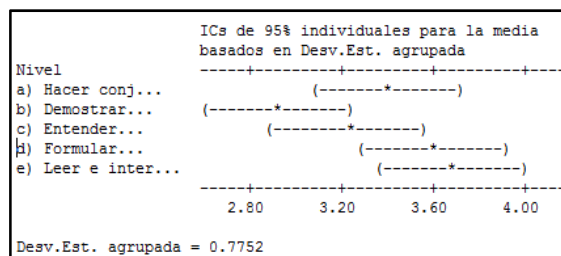 ICs de 95% individuales para la media
basados en Desv.Est. agrupada
Nivel -----+---------+---------+---------+----
a) Hacer conj... (-------*-------)
b) Demostrar... (-------*-------)
c) Entender... (-------*-------)
d) Formular... (-------*-------)
e) Leer e inter... (-------*-------)
-----+---------+---------+---------+----
2.80 3.20 3.60 4.00
Desv.Est. agrupada = 0.7752